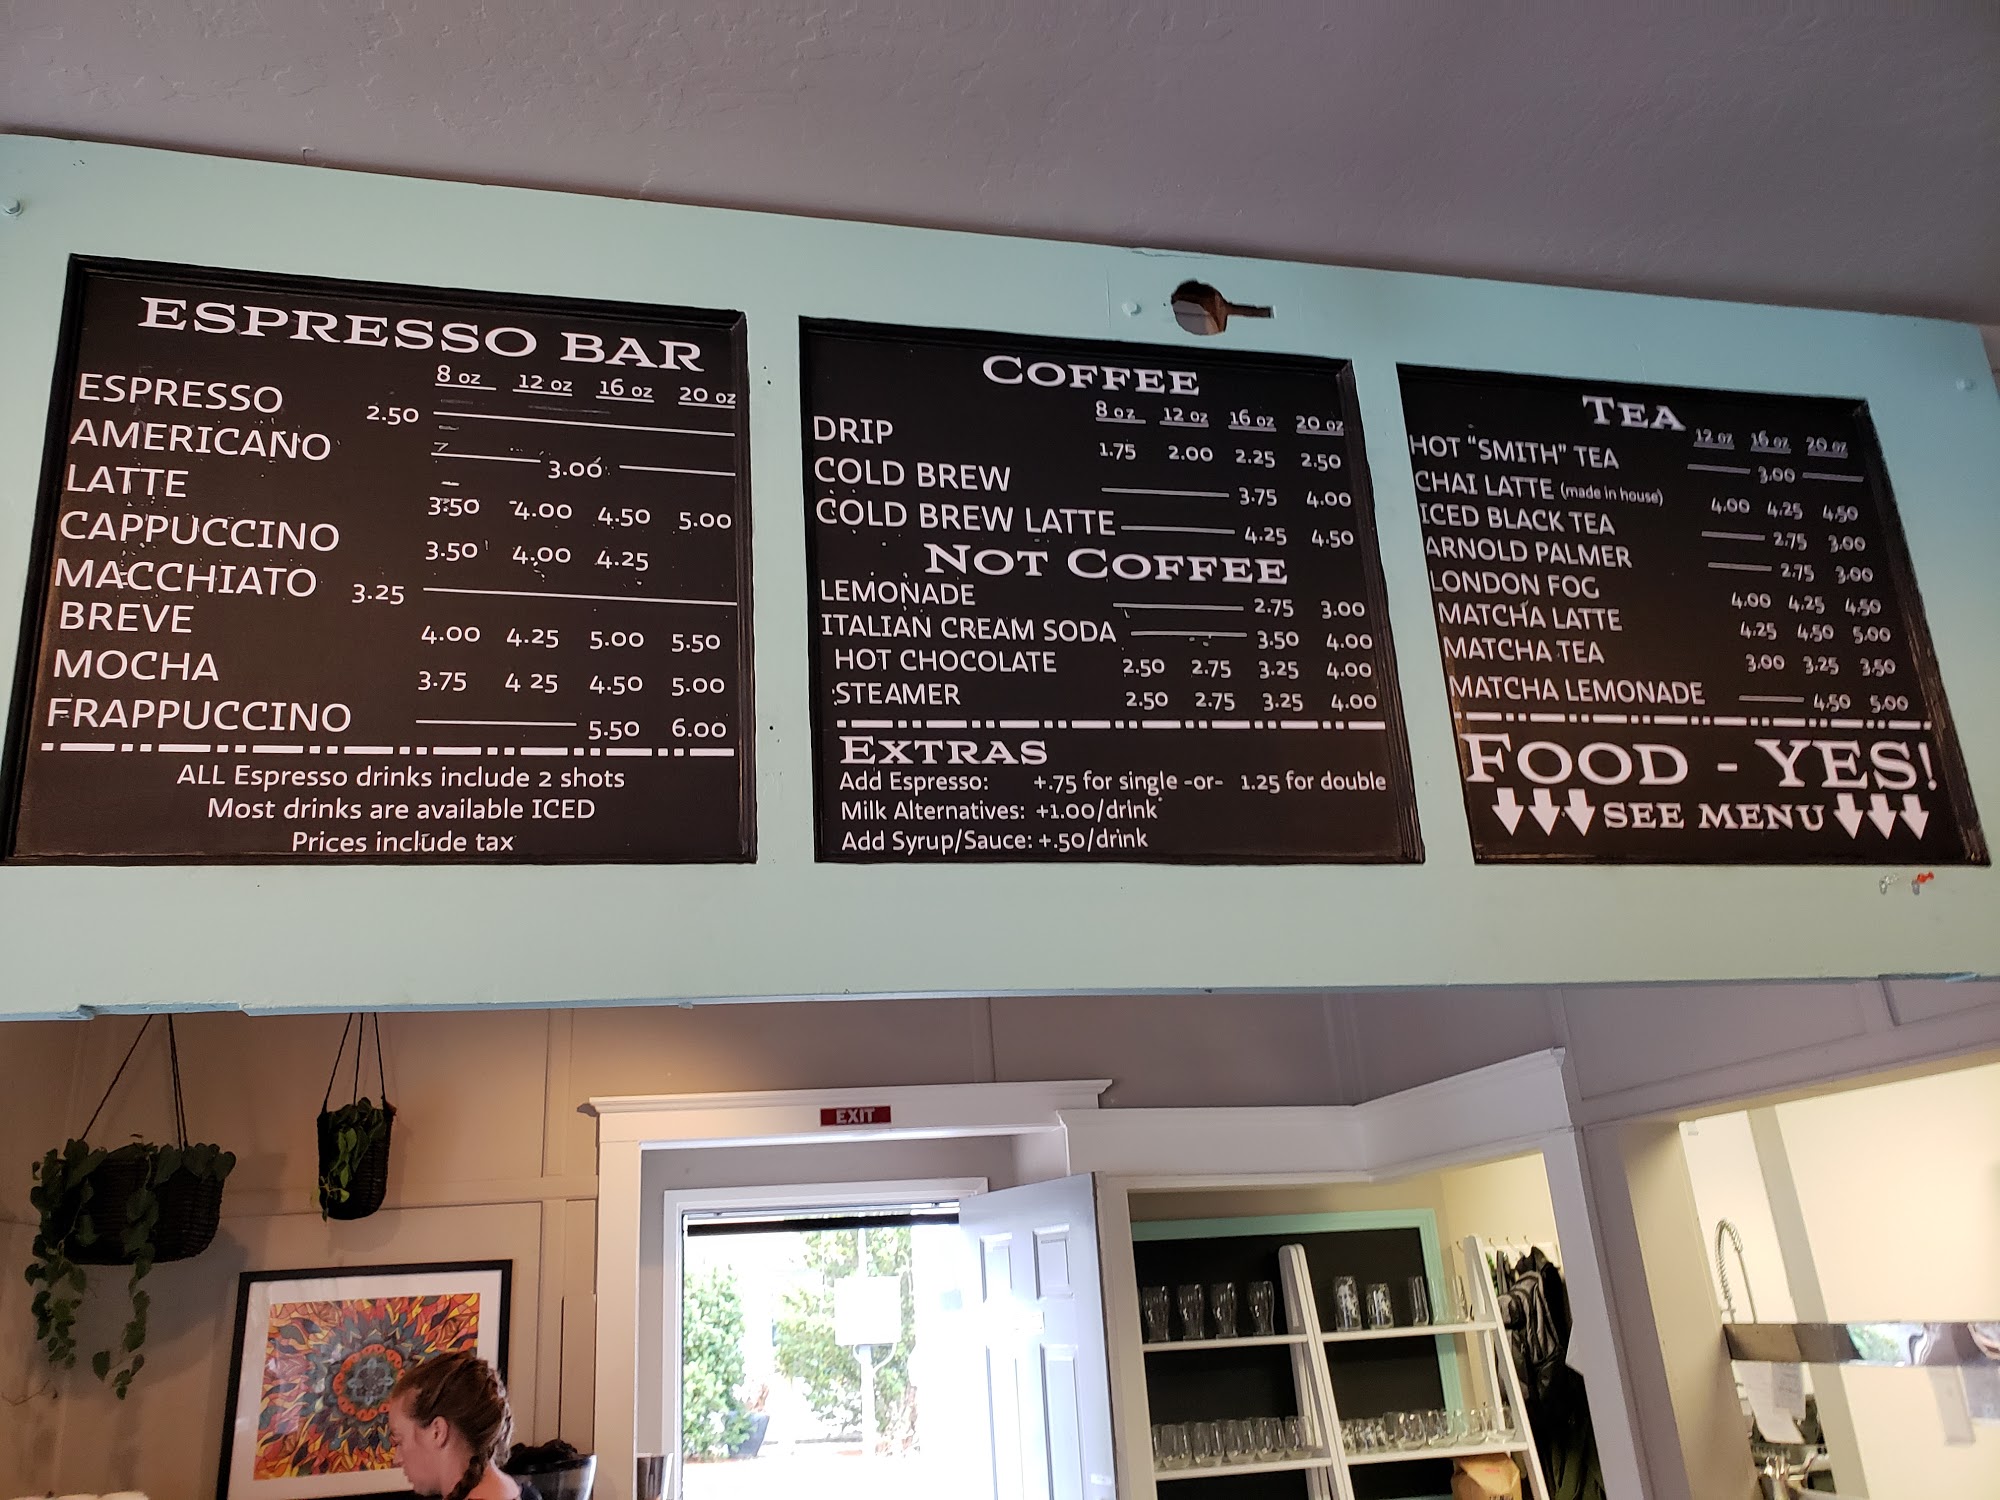 ESPRESSO BAR
8 oz 12 oz 16 oz 20 oz
ESPRESSO 2.50
AMERICANO 3.00
LATTE 3.50 4.00 4.50 5.00
CAPPUCCINO 3.50 4.00 4.25
MACCHIATO 3.25
BREVE 4.00 4.25 5.00 5.50
MOCHA 3.75 4 25 4.50 5.00
FRAPPUCCINO 5.50 6.00
ALL Espresso drinks include 2 shots
Most drinks are available ICED
Prices include tax
COFFEE
8 oz 12 oz 16 oz 20 oz
DRIP 1.75 2.00 2.25 2.50
COLD BREW 3.75 4.00
COLD BREW LATTE 4.25 4.50
NOT COFFEE
LEMONADE 2.75 3.00
ITALIAN CREAM SODA 3.50 4.00
HOT CHOCOLATE 2.50 2.75 3.25 4.00
STEAMER 2.50 2.75 3.25 4.00
EXTRAS
Add Espresso: +.75 for single -or- 1.25 for double
Milk Alternatives: +1.00/drink
Add Syrup/Sauce: +.50/drink
TEA
12 oz 16 oz 20 oz
HOT "SMITH" TEA 3.00
CHAI LATTE (made in house) 4.00 4.25 4.50
ICED BLACK TEA 2.75 3.00
ARNOLD PALMER 2.75 3.00
LONDON FOG 4.00 4.25 4.50
MATCHA LATTE 4.25 4.50 5.00
MATCHA TEA 3.00 3.25 3.50
MATCHA LEMONADE 4.50 5.00
FOOD - YES!
SEE MENU
EXIT